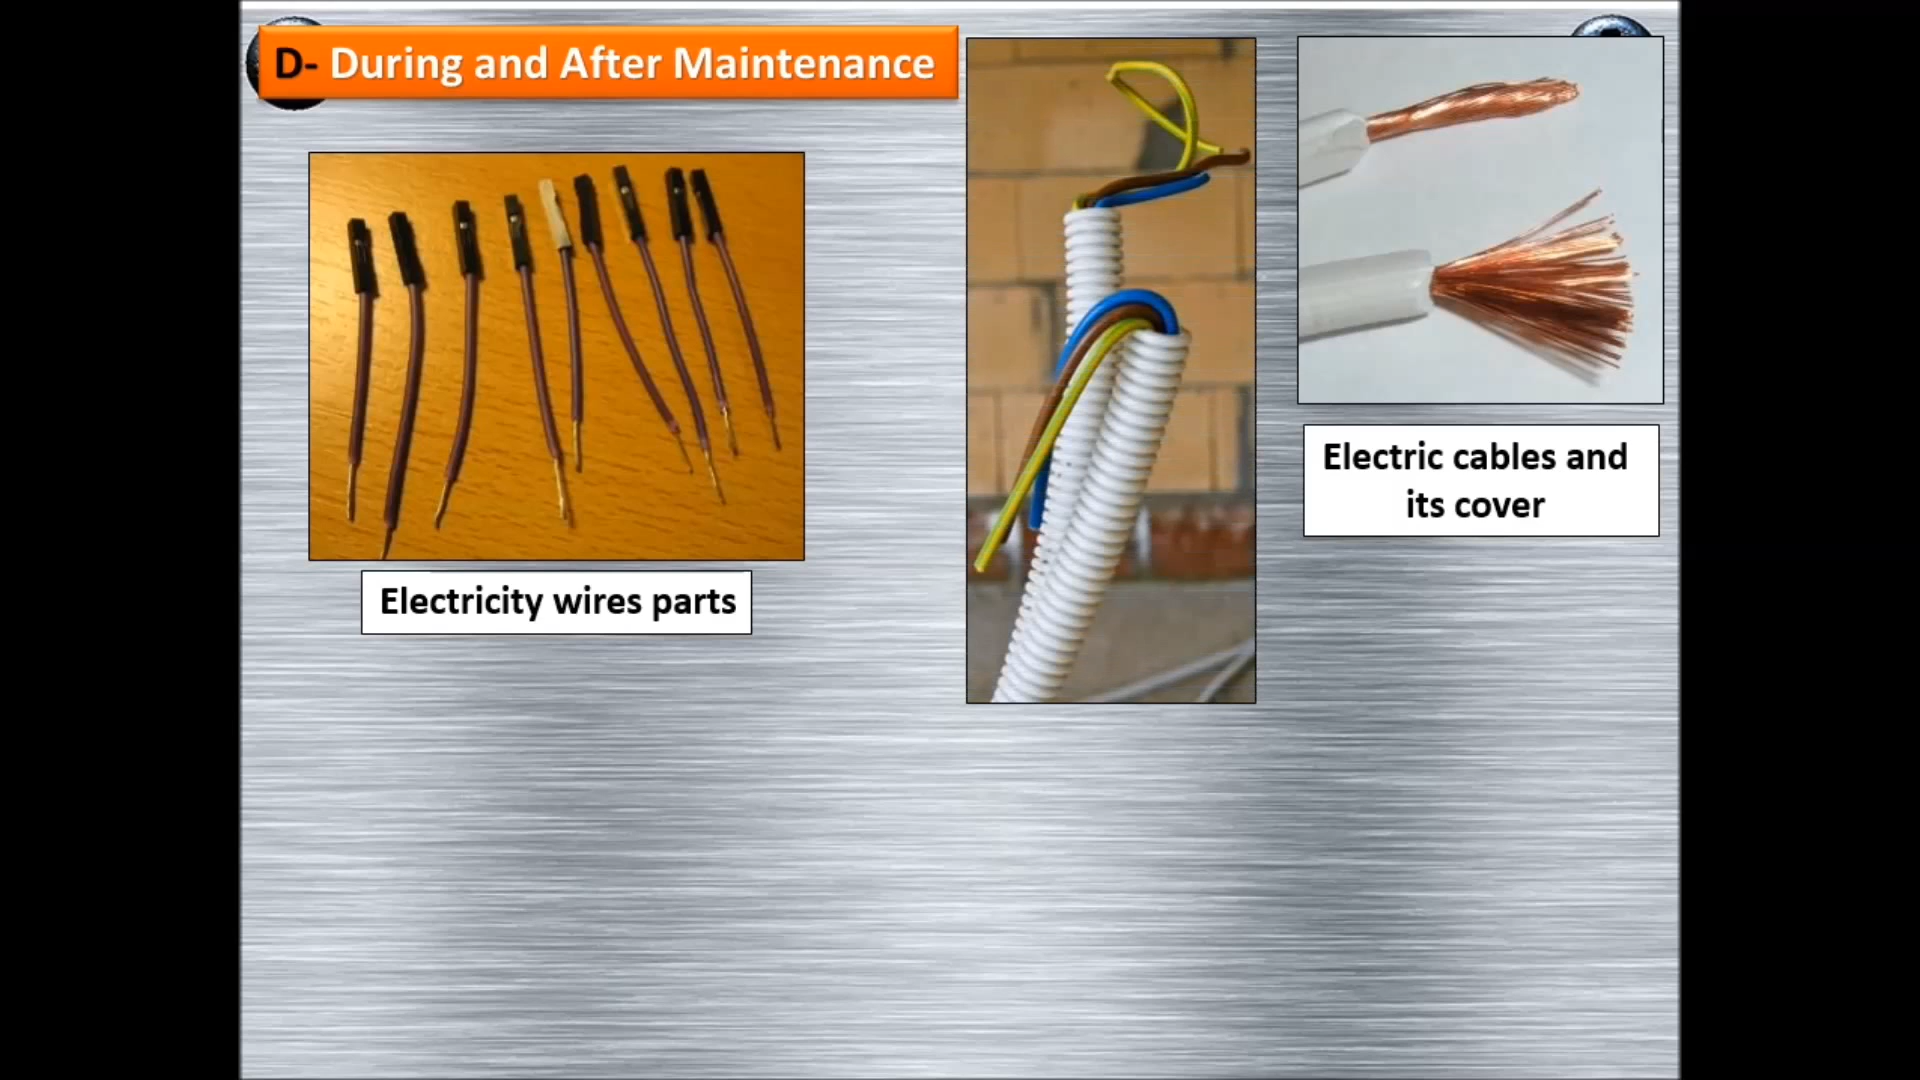 D- During and After Maintenance
Electricity wires parts
Electric cables and
its cover